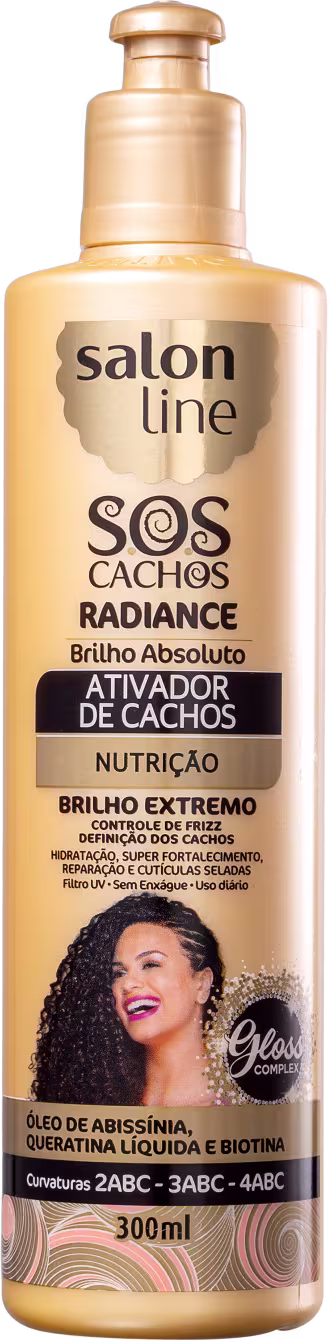 salon
line
S.O.S
CACHOS
RADIANCE
Brilho Absoluto
ATIVADOR
DE CACHOS
NUTRIÇÃO
BRILHO EXTREMO
CONTROLE DE FRIZZ
DEFINIÇÃO DOS CACHOS
HIDRATAÇÃO, SUPER FORTALECIMENTO,
REPARAÇÃO E CUTÍCULAS SELADAS
Filtro UV • Sem Enxágue • Uso diário
Gloss
COMPLEX
ÓLEO DE ABISSÍNIA,
QUERATINA LÍQUIDA E BIOTINA
Curvaturas 2ABC - 3ABC - 4ABC
300ml